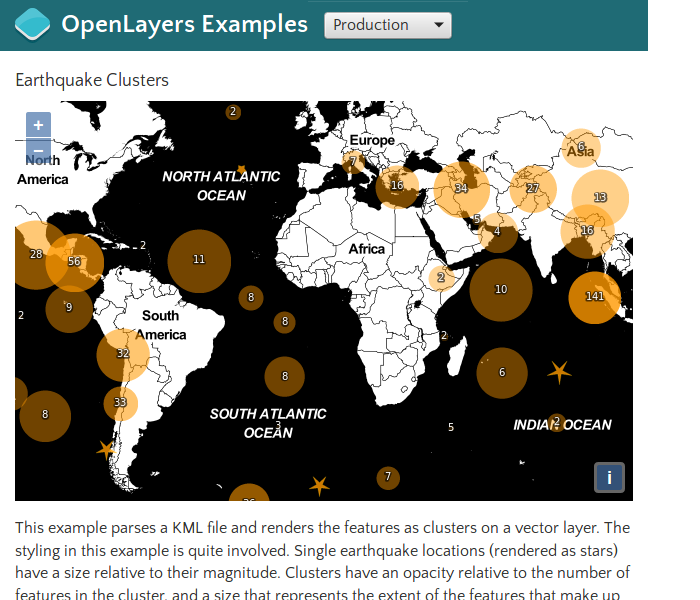 OpenLayers Examples
Production
Earthquake Clusters
+
−
2
North
America
NORTH ATLANTIC
OCEAN
Europe
7
16
34
27
6
Asia
13
5
4
16
2
28
56
11
Africa
2
10
141
9
2
8
8
South
America
2
32
8
6
33
8
SOUTH ATLANTIC
OCEAN
3
5
INDIAN OCEAN
2
7
i
This example parses a KML file and renders the features as clusters on a vector layer. The
styling in this example is quite involved. Single earthquake locations (rendered as stars)
have a size relative to their magnitude. Clusters have an opacity relative to the number of
features in the cluster, and a size that represents the extent of the features that make up